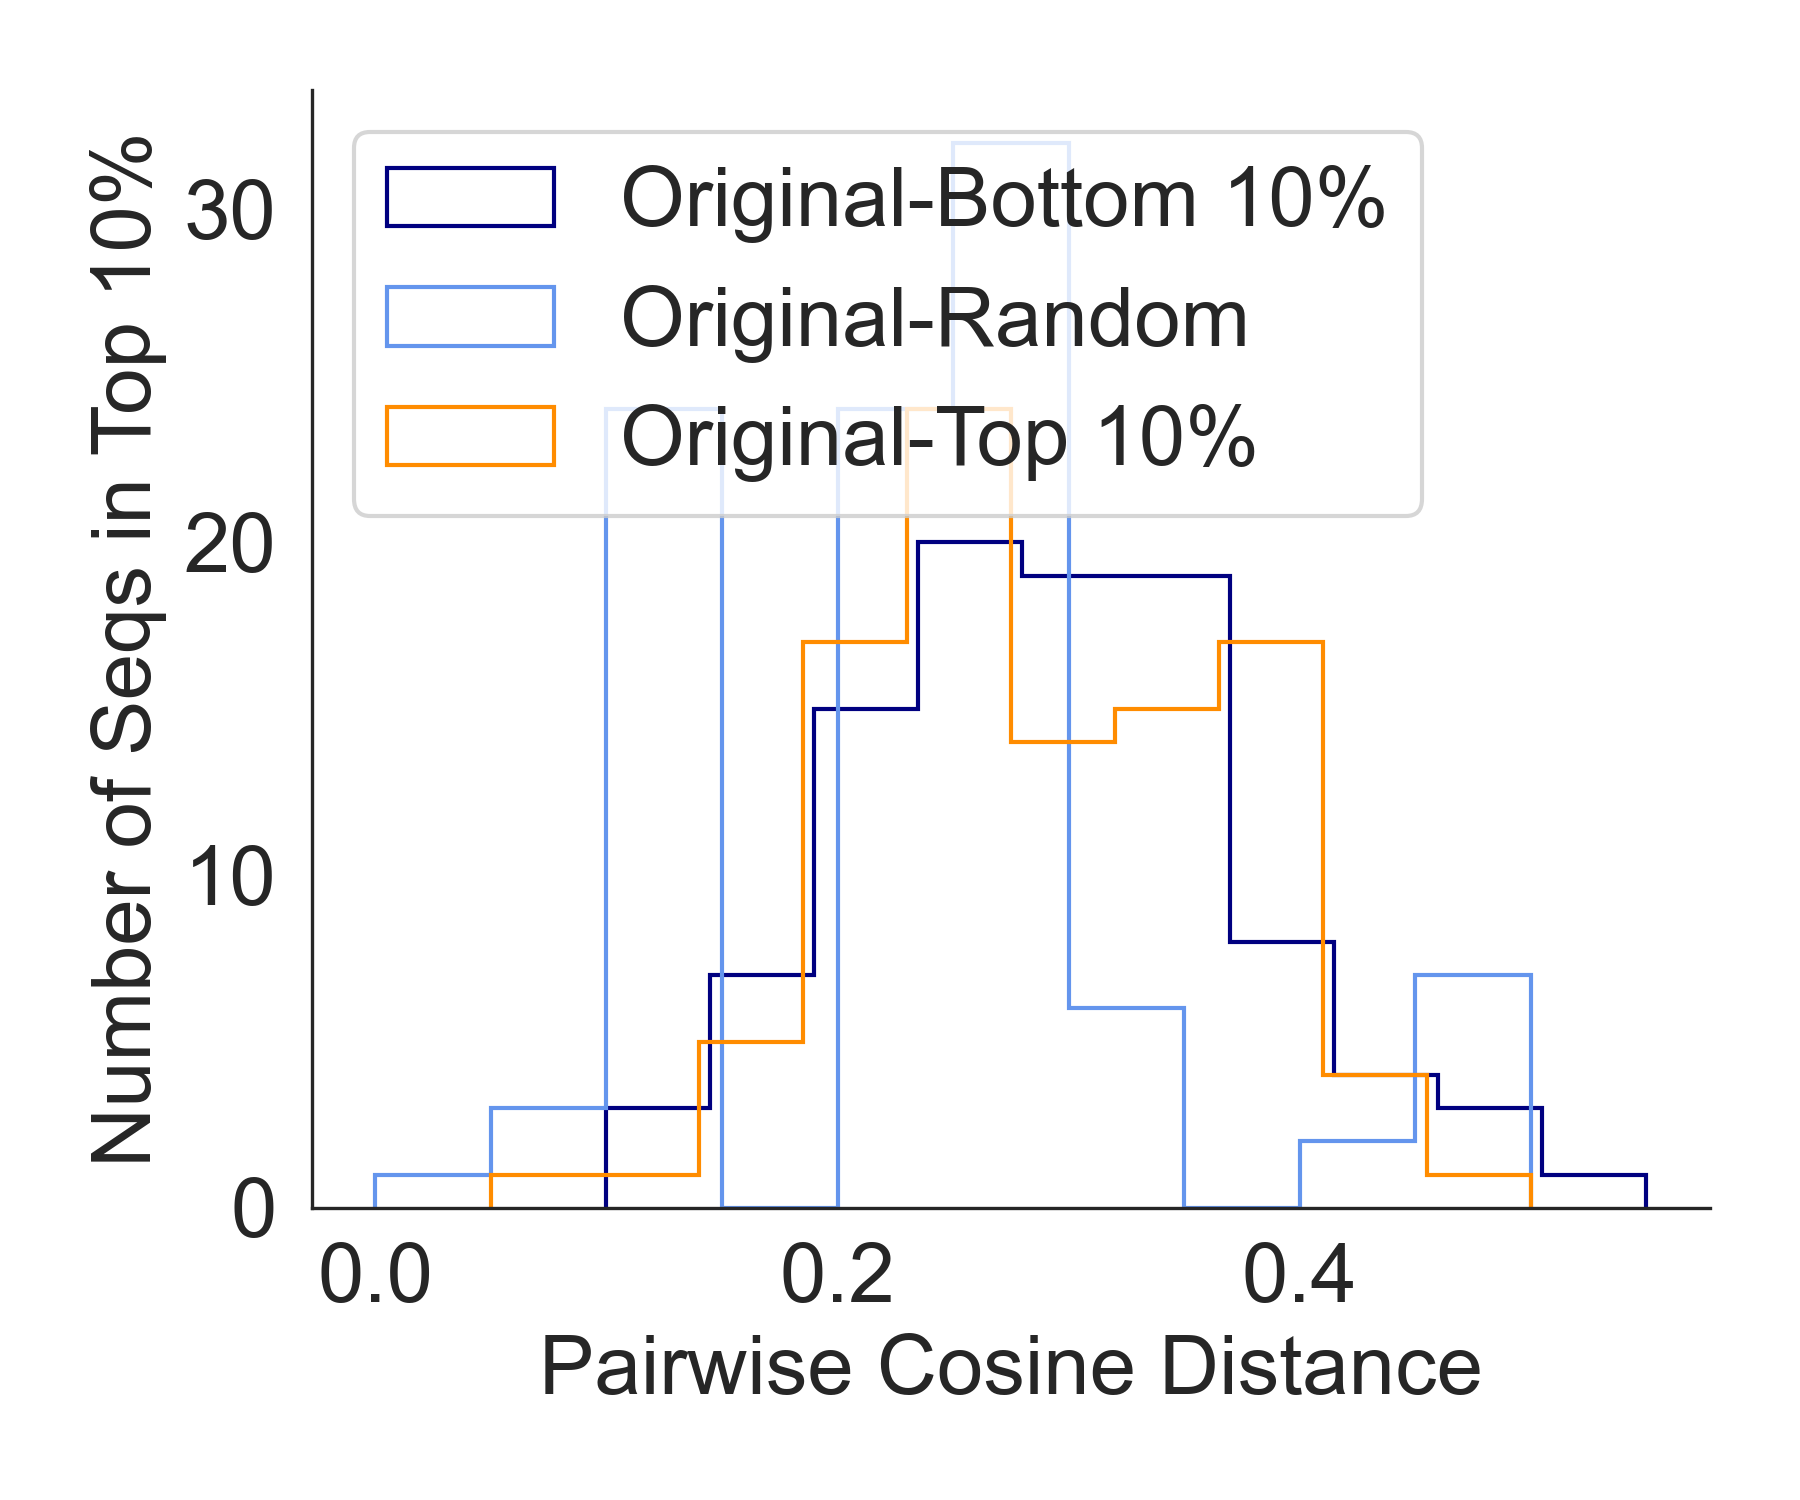 Number of Seqs in Top 10%
30
20
10
0
Original-Bottom 10%
Original-Random
Original-Top 10%
0.0 0.2 0.4
Pairwise Cosine Distance